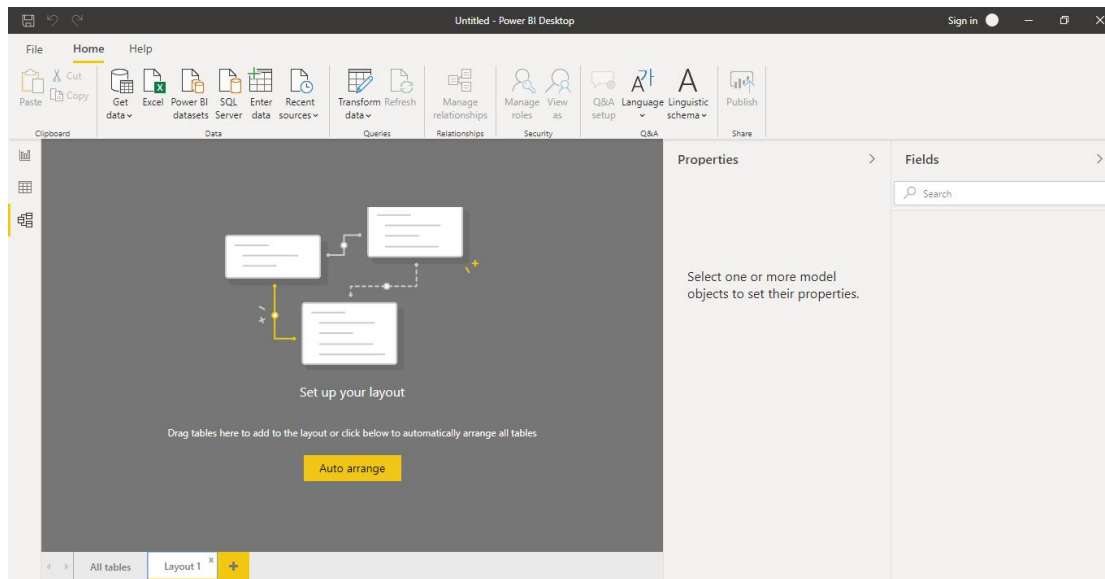 Untitled - Power BI Desktop
Sign in
File Home Help
Paste
Cut
Copy
Get data
Excel
Power BI datasets
SQL Server
Enter data
Recent sources
Transform data
Refresh
Manage relationships
Manage roles
View as
Q&A setup
Language
Linguistic schema
Publish
Clipboard
Data
Queries
Relationships
Security
Q&A
Share
Set up your layout
Drag tables here to add to the layout or click below to automatically arrange all tables
Auto arrange
Properties
Select one or more model
objects to set their properties.
Fields
Search
All tables
Layout 1 x
+